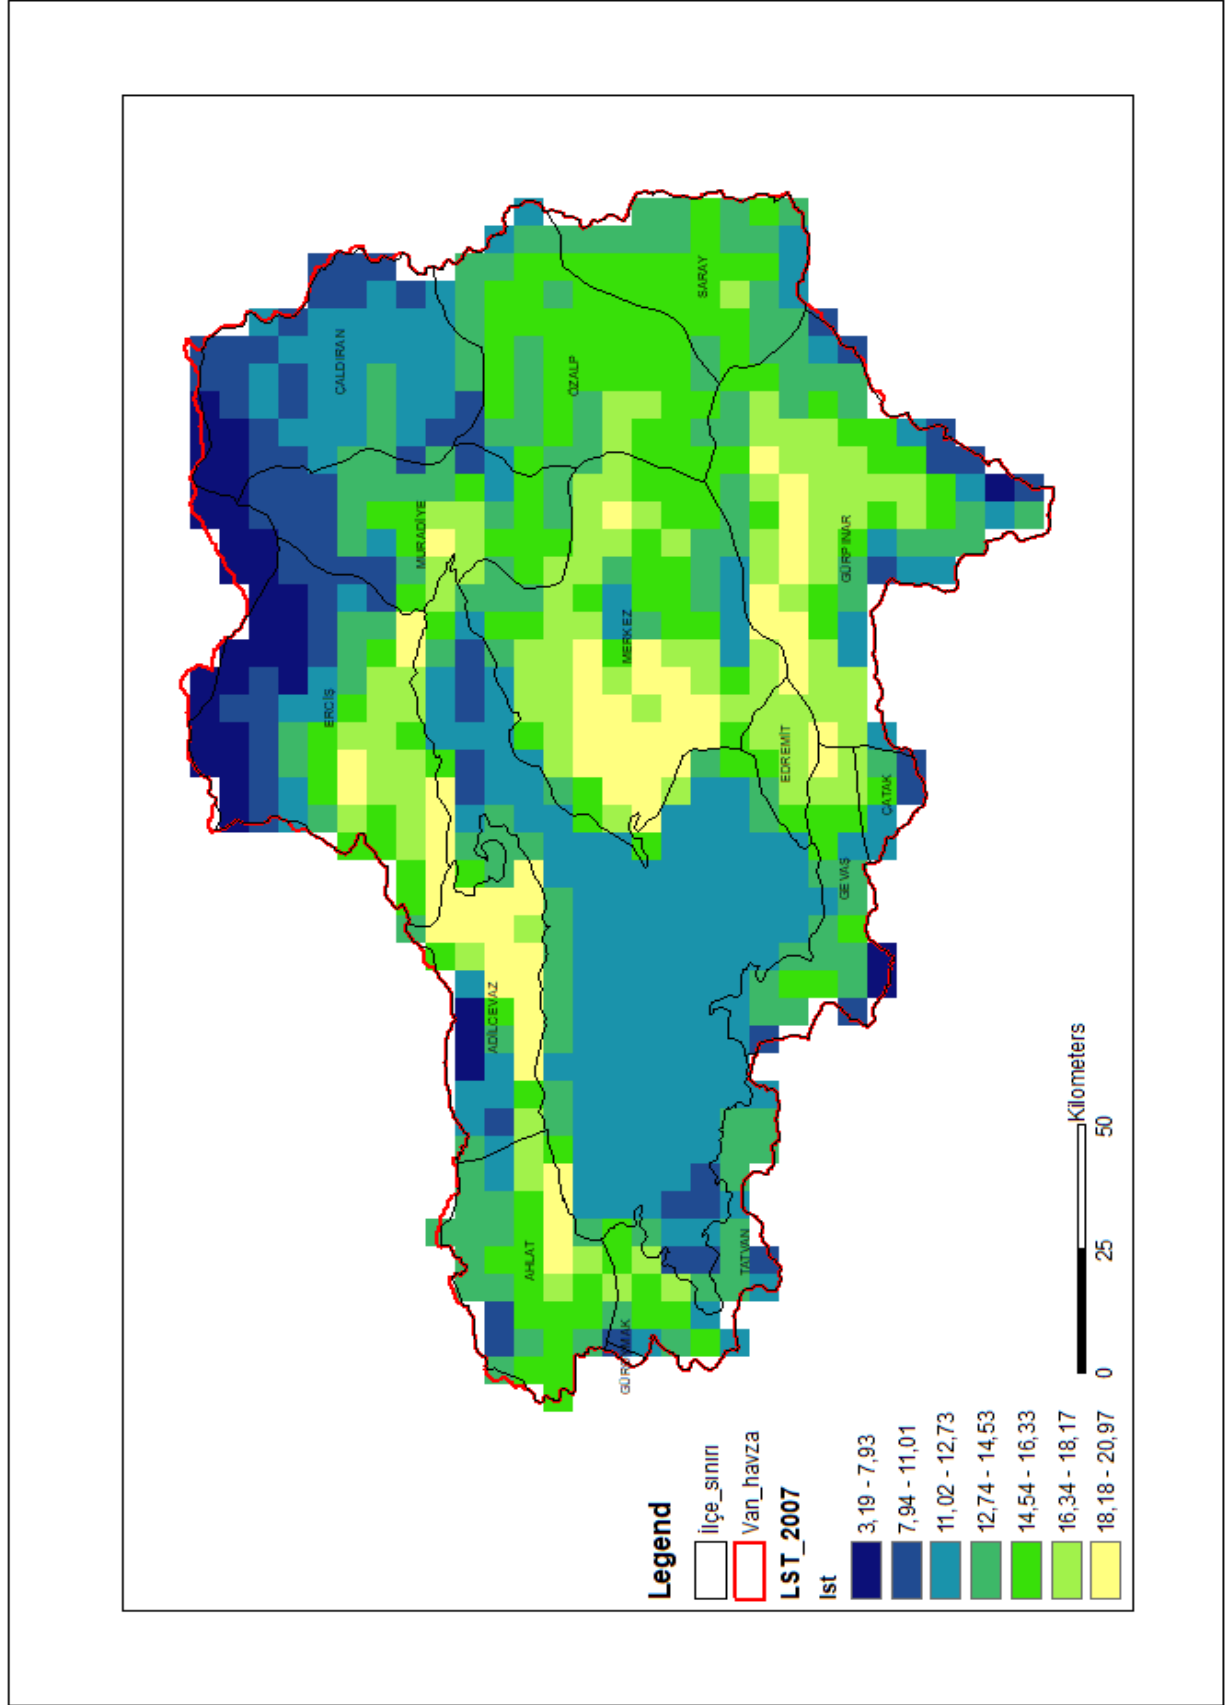 ÇALDIRAN
ERCİŞ
MURADİYE
ÖZALP
SARAY
ADİLCEVAZ
AHLAT
MERKEZ
EDREMİT
GÜRPINAR
GEVAŞ
ÇATAK
TATVAN
Legend
İlçe_sınırı
Van_havza
LST_2007
lst
3,19 - 7,93
7,94 - 11,01
11,02 - 12,73
12,74 - 14,53
14,54 - 16,33
16,34 - 18,17
18,18 - 20,97
0 25 50
Kilometers